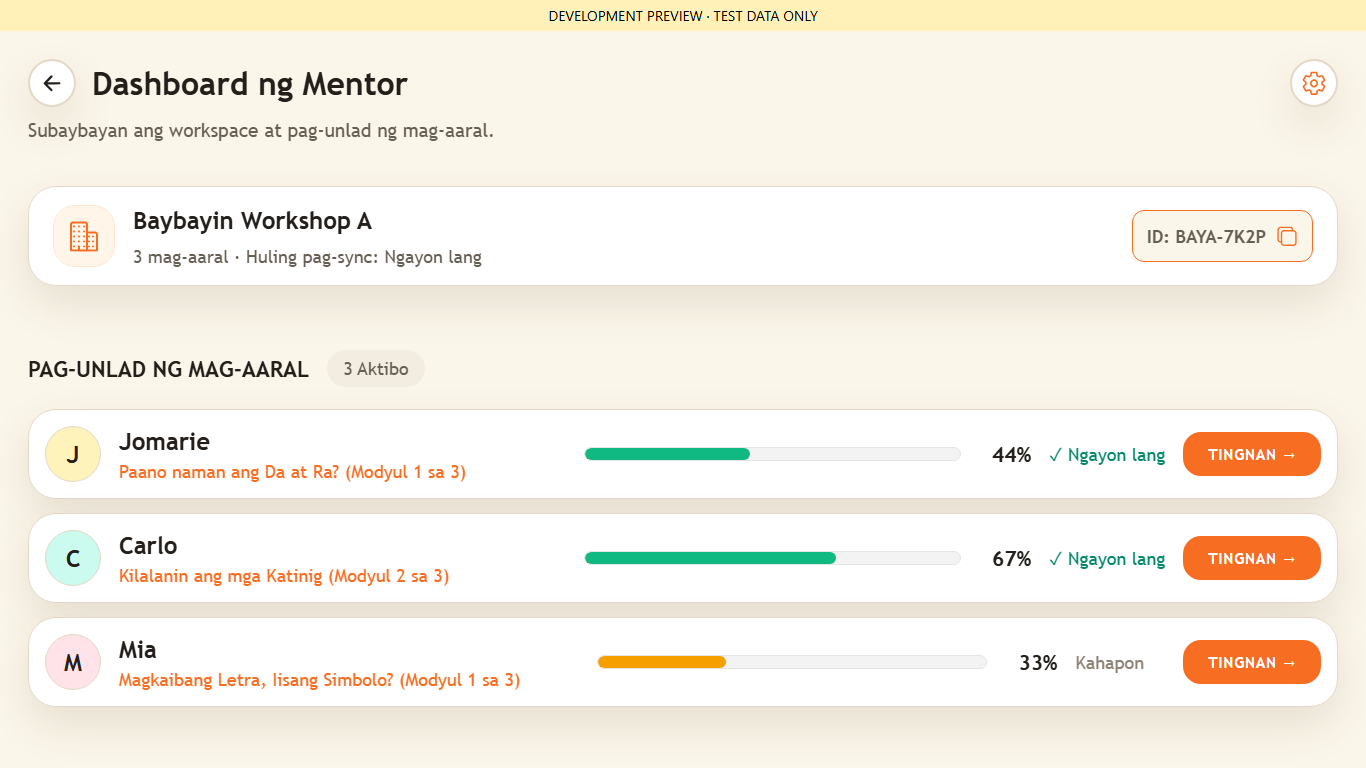 DEVELOPMENT PREVIEW · TEST DATA ONLY
Dashboard ng Mentor
Subaybayan ang workspace at pag-unlad ng mag-aaral.
Baybayin Workshop A
3 mag-aaral · Huling pag-sync: Ngayon lang
ID: BAYA-7K2P
PAG-UNLAD NG MAG-AARAL
3 Aktibo
J
Jomarie
Paano naman ang Da at Ra? (Modyul 1 sa 3)
44%
✓ Ngayon lang
TINGNAN →
C
Carlo
Kilalanin ang mga Katinig (Modyul 2 sa 3)
67%
✓ Ngayon lang
TINGNAN →
M
Mia
Magkaibang Letra, Iisang Simbolo? (Modyul 1 sa 3)
33%
Kahapon
TINGNAN →